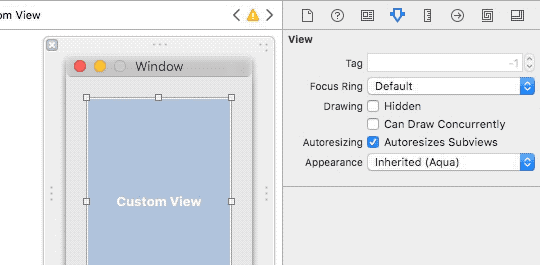 om View
Window
Custom View
View
Tag -1
Focus Ring Default
Drawing Hidden
Can Draw Concurrently
Autoresizing Autoresizes Subviews
Appearance Inherited (Aqua)